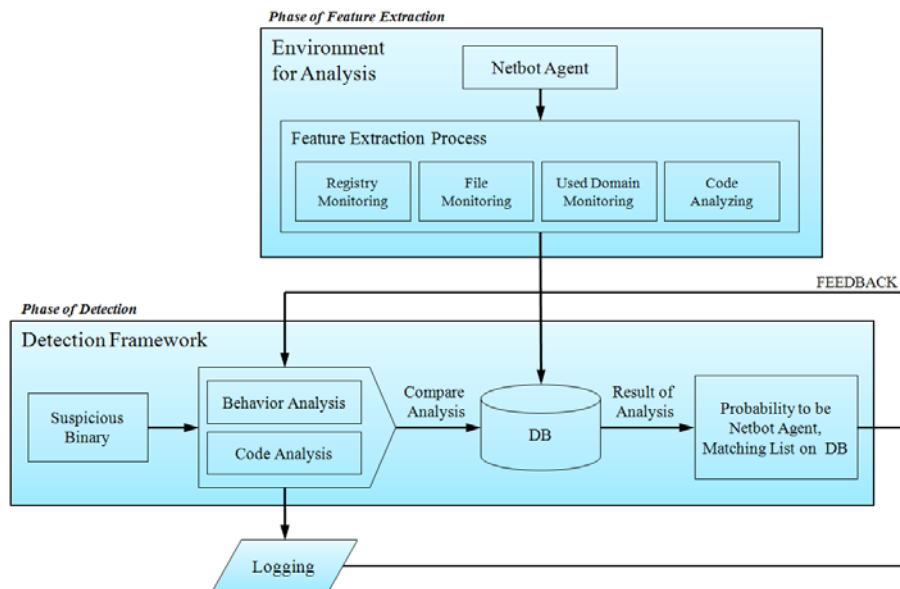 Phase of Feature Extraction
Environment
for Analysis
Netbot Agent
Feature Extraction Process
Registry
Monitoring
File
Monitoring
Used Domain
Monitoring
Code
Analyzing
FEEDBACK
Phase of Detection
Detection Framework
Suspicious
Binary
Behavior Analysis
Code Analysis
Compare
Analysis
DB
Result of
Analysis
Probability to be
Netbot Agent,
Matching List on DB
Logging